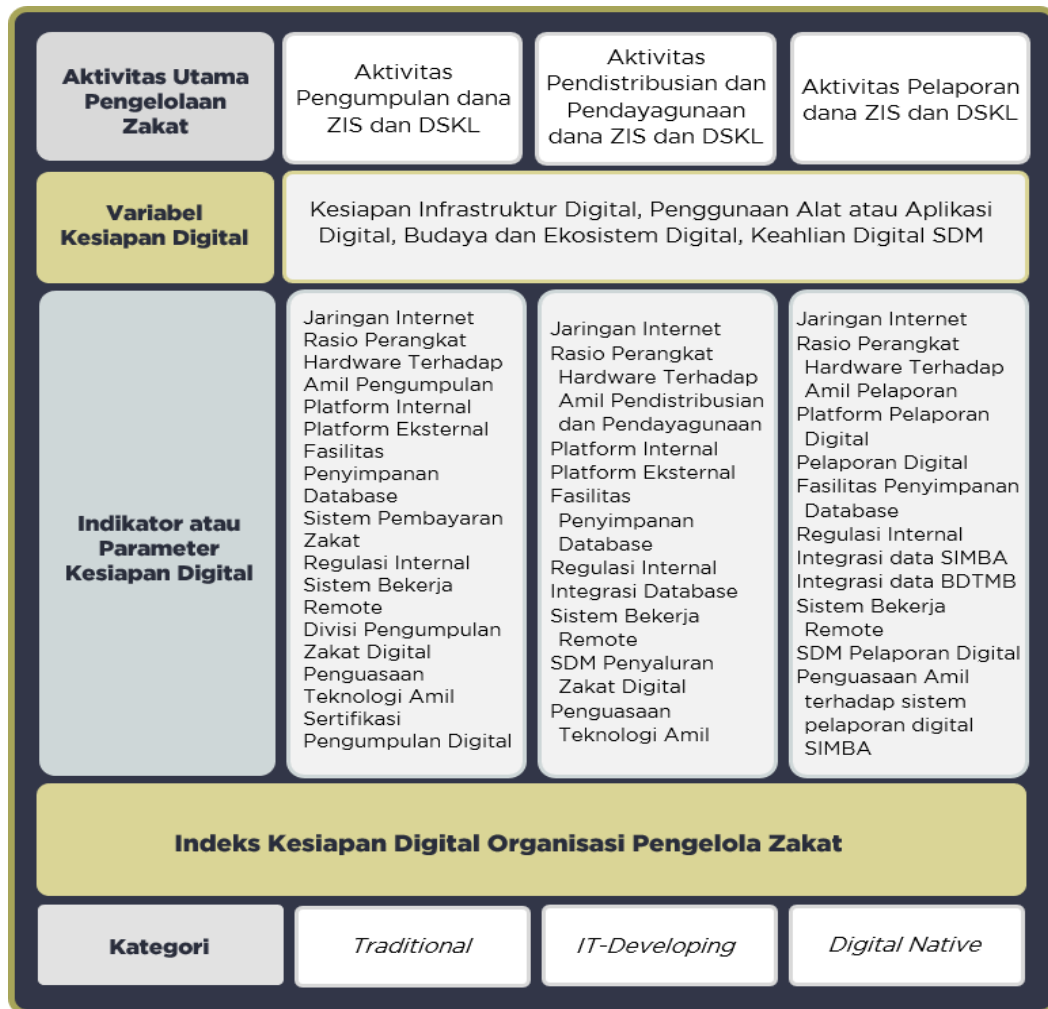 Aktivitas Utama
Pengelolaan
Zakat
Aktivitas
Pengumpulan dana
ZIS dan DSKL
Aktivitas
Pendistribusian dan
Pendayagunaan
dana ZIS dan DSKL
Aktivitas Pelaporan
dana ZIS dan DSKL
Variabel
Kesiapan Digital
Kesiapan Infrastruktur Digital, Penggunaan Alat atau Aplikasi
Digital, Budaya dan Ekosistem Digital, Keahlian Digital SDM
Indikator atau
Parameter
Kesiapan Digital
Jaringan Internet
Rasio Perangkat
Hardware Terhadap
Amil Pengumpulan
Platform Internal
Platform Eksternal
Fasilitas
Penyimpanan
Database
Sistem Pembayaran
Zakat
Regulasi Internal
Sistem Bekerja
Remote
Divisi Pengumpulan
Zakat Digital
Penguasaan
Teknologi Amil
Sertifikasi
Pengumpulan Digital
Jaringan Internet
Rasio Perangkat
Hardware Terhadap
Amil Pendistribusian
dan Pendayagunaan
Platform Internal
Platform Eksternal
Fasilitas
Penyimpanan
Database
Regulasi Internal
Integrasi Database
Sistem Bekerja
Remote
SDM Penyaluran
Zakat Digital
Penguasaan
Teknologi Amil
Jaringan Internet
Rasio Perangkat
Hardware Terhadap
Amil Pelaporan
Platform Pelaporan
Digital
Pelaporan Digital
Fasilitas Penyimpanan
Database
Regulasi Internal
Integrasi data SIMBA
Integrasi data BDTMB
Sistem Bekerja
Remote
SDM Pelaporan Digital
Penguasaan Amil
terhadap sistem
pelaporan digital
SIMBA
Indeks Kesiapan Digital Organisasi Pengelola Zakat
Kategori
Traditional
IT-Developing
Digital Native